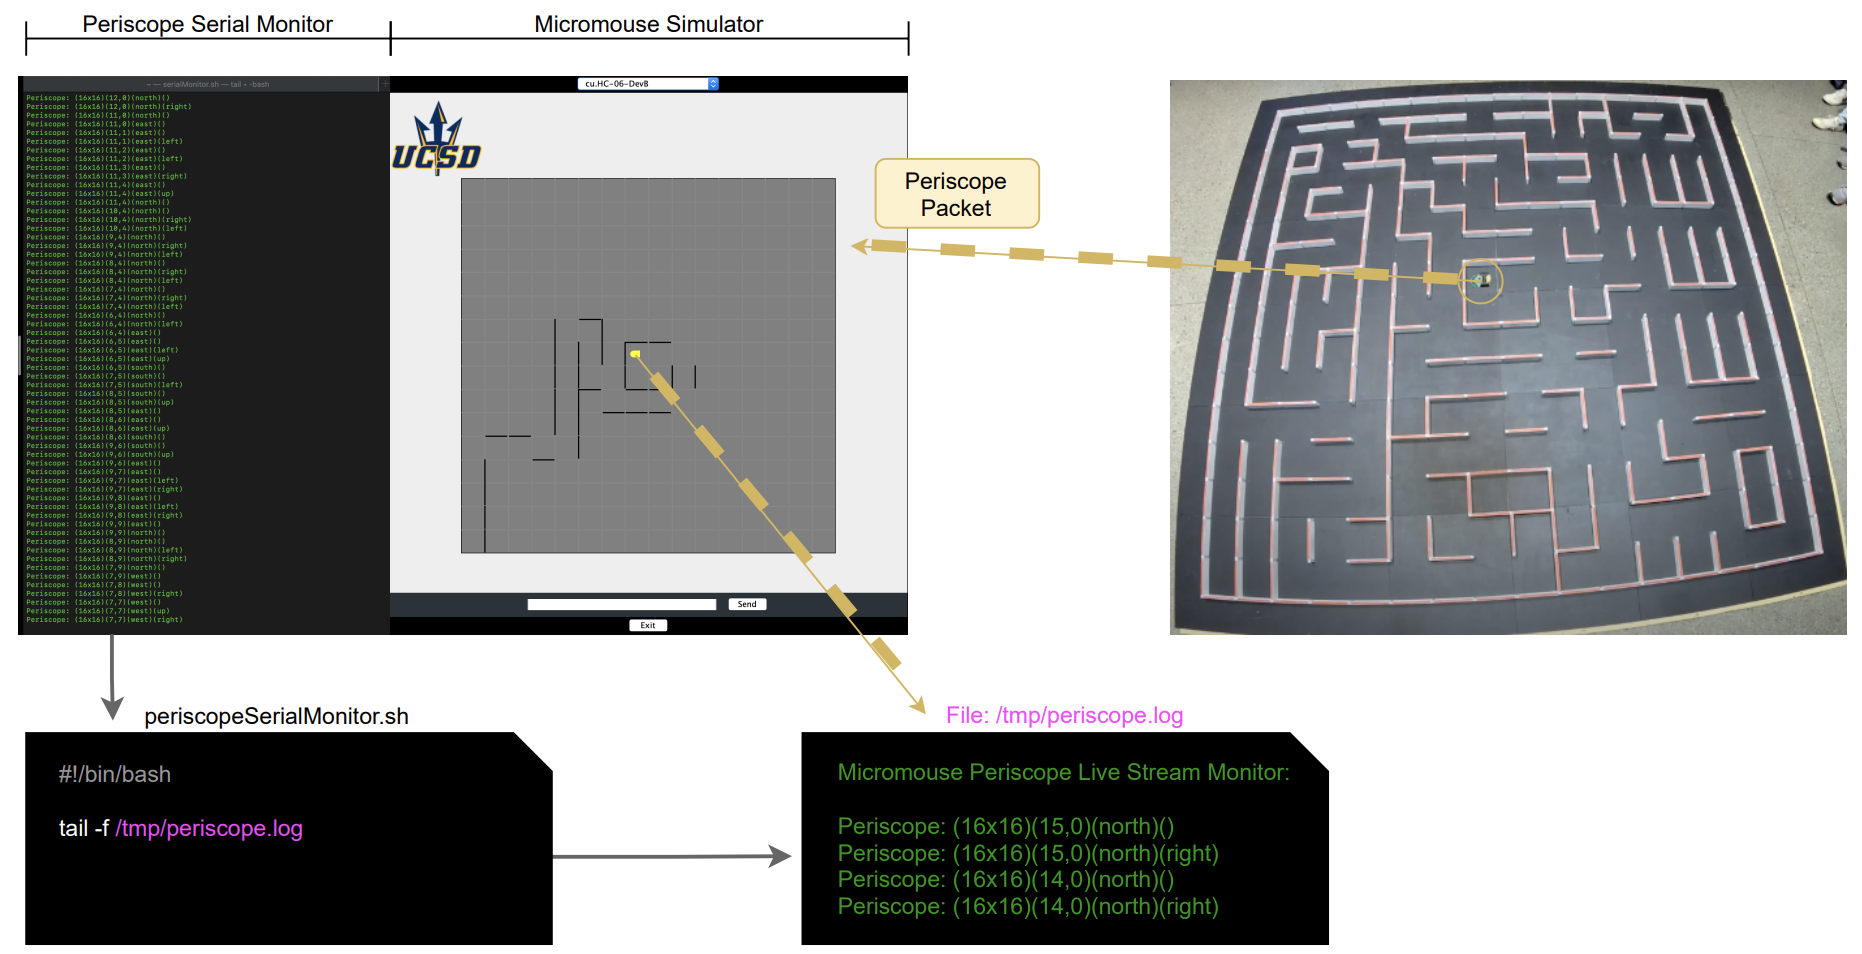 Periscope Serial Monitor
Micromouse Simulator
~ — serialMonitor.sh — tail • -bash
Periscope: (16x16)(12,0)(north)()
Periscope: (16x16)(12,0)(north)(right)
Periscope: (16x16)(11,0)(north)()
Periscope: (16x16)(11,0)(east)()
Periscope: (16x16)(11,1)(east)()
Periscope: (16x16)(11,1)(east)(left)
Periscope: (16x16)(11,2)(east)()
Periscope: (16x16)(11,2)(east)(left)
Periscope: (16x16)(11,3)(east)()
Periscope: (16x16)(11,3)(east)(right)
Periscope: (16x16)(11,4)(east)()
Periscope: (16x16)(11,4)(east)(up)
Periscope: (16x16)(11,4)(north)()
Periscope: (16x16)(10,4)(north)()
Periscope: (16x16)(10,4)(north)(right)
Periscope: (16x16)(10,4)(north)(left)
Periscope: (16x16)(9,4)(north)()
Periscope: (16x16)(9,4)(north)(right)
Periscope: (16x16)(9,4)(north)(left)
Periscope: (16x16)(8,4)(north)()
Periscope: (16x16)(8,4)(north)(right)
Periscope: (16x16)(8,4)(north)(left)
Periscope: (16x16)(7,4)(north)()
Periscope: (16x16)(7,4)(north)(right)
Periscope: (16x16)(7,4)(north)(left)
Periscope: (16x16)(6,4)(north)()
Periscope: (16x16)(6,4)(north)(left)
Periscope: (16x16)(6,4)(east)()
Periscope: (16x16)(6,5)(east)()
Periscope: (16x16)(6,5)(east)(left)
Periscope: (16x16)(6,5)(east)(up)
Periscope: (16x16)(6,5)(south)()
Periscope: (16x16)(7,5)(south)()
Periscope: (16x16)(7,5)(south)(left)
Periscope: (16x16)(8,5)(south)()
Periscope: (16x16)(8,5)(south)(up)
Periscope: (16x16)(8,5)(east)()
Periscope: (16x16)(8,6)(east)()
Periscope: (16x16)(8,6)(east)(up)
Periscope: (16x16)(8,6)(south)()
Periscope: (16x16)(9,6)(south)()
Periscope: (16x16)(9,6)(south)(up)
Periscope: (16x16)(9,6)(east)()
Periscope: (16x16)(9,7)(east)()
Periscope: (16x16)(9,7)(east)(left)
Periscope: (16x16)(9,7)(east)(right)
Periscope: (16x16)(9,8)(east)()
Periscope: (16x16)(9,8)(east)(left)
Periscope: (16x16)(9,8)(east)(right)
Periscope: (16x16)(9,9)(east)()
Periscope: (16x16)(9,9)(north)()
Periscope: (16x16)(8,9)(north)()
Periscope: (16x16)(8,9)(north)(left)
Periscope: (16x16)(8,9)(north)(right)
Periscope: (16x16)(7,9)(north)()
Periscope: (16x16)(7,9)(west)()
Periscope: (16x16)(7,8)(west)()
Periscope: (16x16)(7,8)(west)(right)
Periscope: (16x16)(7,7)(west)()
Periscope: (16x16)(7,7)(west)(up)
Periscope: (16x16)(7,7)(west)(right)
cu.HC-06-DevB
UCSD
Send
Exit
Periscope
Packet
periscopeSerialMonitor.sh
#!/bin/bash
tail -f /tmp/periscope.log
File: /tmp/periscope.log
Micromouse Periscope Live Stream Monitor:
Periscope: (16x16)(15,0)(north)()
Periscope: (16x16)(15,0)(north)(right)
Periscope: (16x16)(14,0)(north)()
Periscope: (16x16)(14,0)(north)(right)